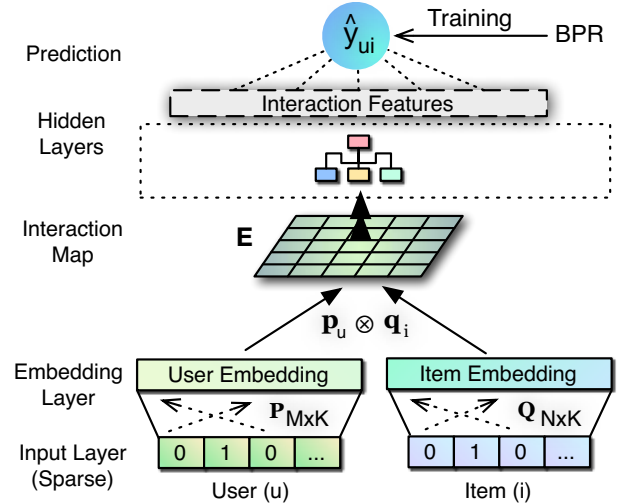 Prediction
ŷui
Training
BPR
Interaction Features
Hidden
Layers
Interaction
Map
E
pu ⊗ qi
Embedding
Layer
User Embedding
Item Embedding
PMxK
QNxK
Input Layer
(Sparse)
0 1 0 ...
0 1 0 ...
User (u)
Item (i)